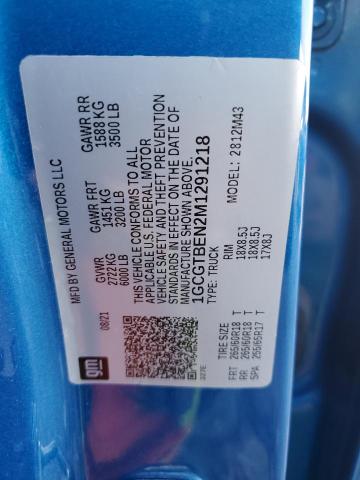 MFD BY GENERAL MOTORS LLC
08/21
GVWR
2722 KG
6000 LB
GAWR FRT
1451 KG
3200 LB
GAWR RR
1588 KG
3500 LB
THIS VEHICLE CONFORMS TO ALL
APPLICABLE U.S. FEDERAL MOTOR
VEHICLE SAFETY AND THEFT PREVENTION
STANDARDS IN EFFECT ON THE DATE OF
MANUFACTURE SHOWN ABOVE.
1GCGTBEN2M1291218
TYPE: TRUCK
MODEL: 2812M43
gm
TIRE SIZE RIM
FRT 265/60R18 T 18X8.5J
RR 265/60R18 T 18X8.5J
SPA 255/65R17 T 17X8J